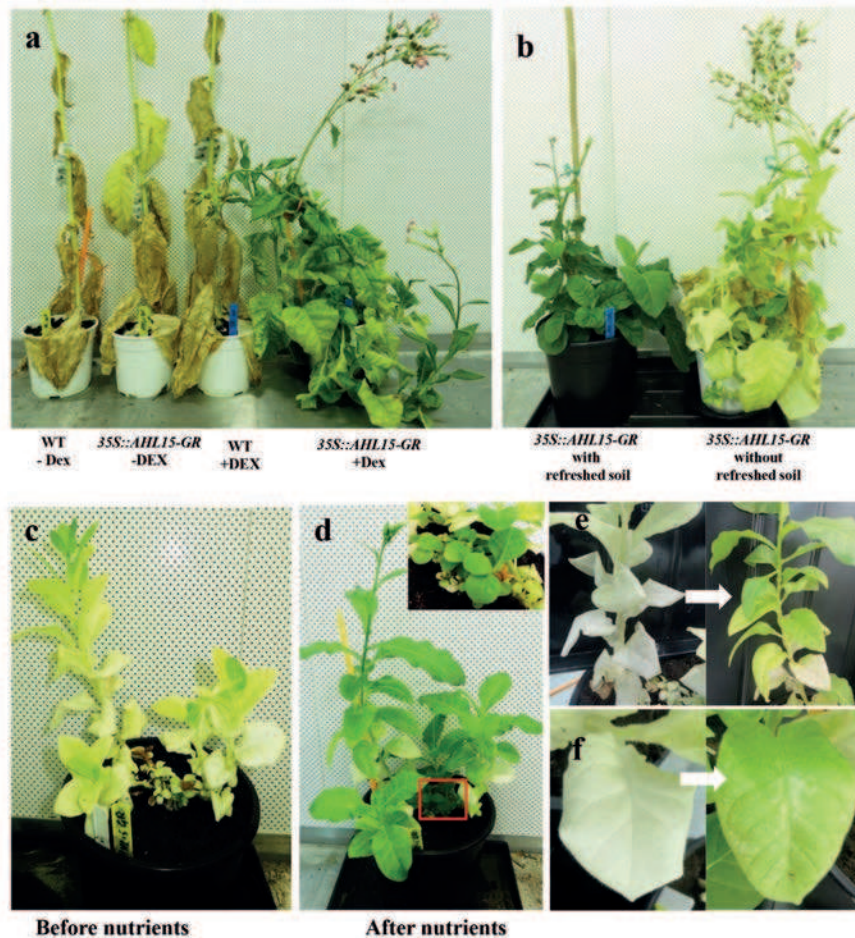 a
b
WT
- Dex
35S::AHL15-GR
-DEX
WT
+DEX
35S::AHL15-GR
+Dex
35S::AHL15-GR
with
refreshed soil
35S::AHL15-GR
without
refreshed soil
c
d
e
f
Before nutrients
After nutrients